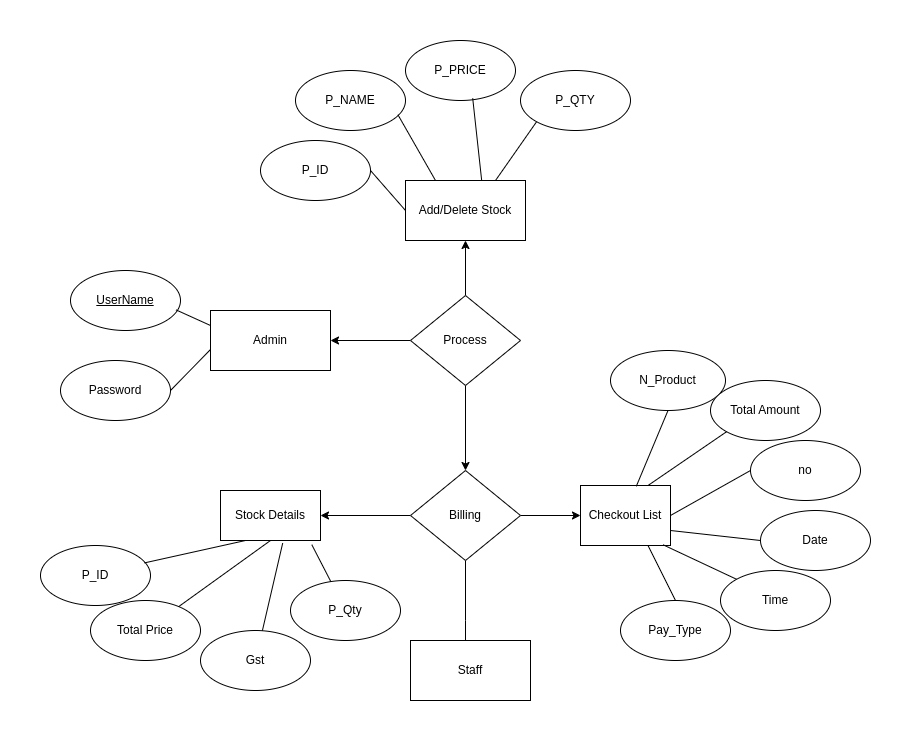 P_PRICE
P_NAME
P_QTY
P_ID
Add/Delete Stock
UserName
Admin
Process
Password
N_Product
Total Amount
no
Stock Details
Billing
Checkout List
Date
P_ID
Time
P_Qty
Total Price
Pay_Type
Gst
Staff